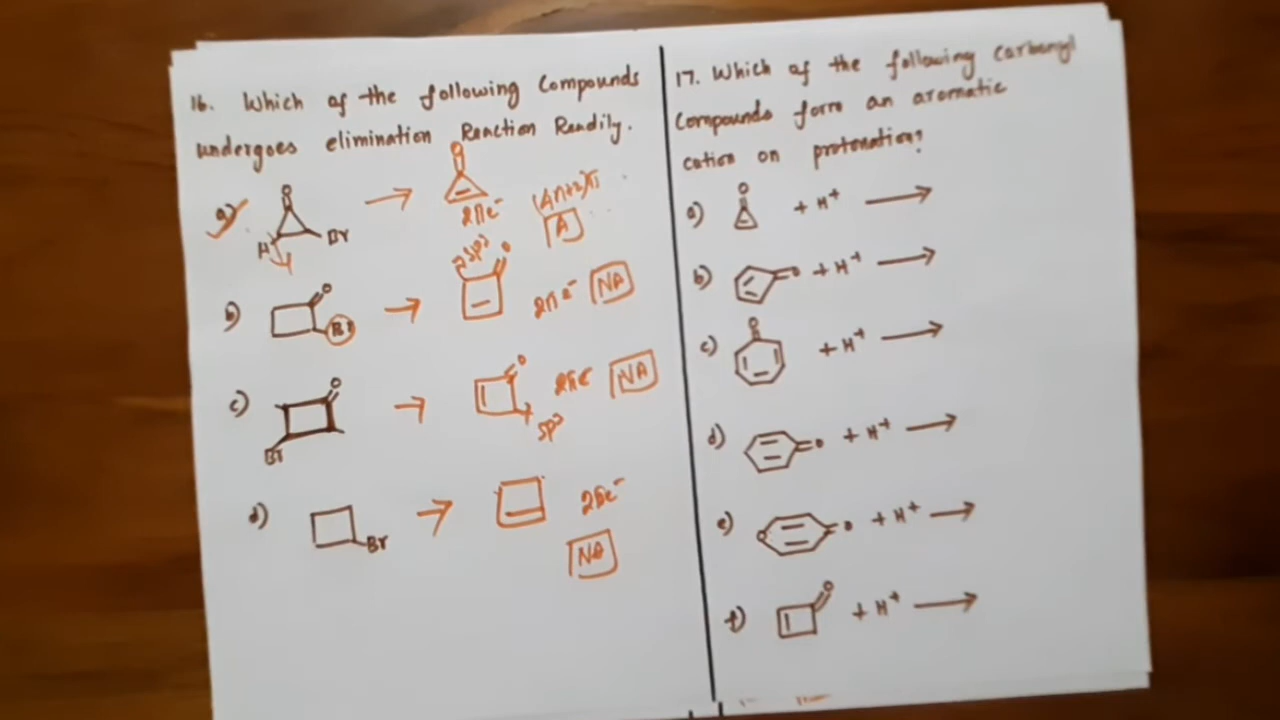 16. Which of the following Compounds
undergoes elimination Reaction Readily.
a) O H Br → O
2πe⁻ (4n+2)π
A
b) O Br → sp³ O 2πe⁻ NA
c) O Br → O 2πe sp³ NA
d) Br → 2πe⁻
NA
17. Which of the following carbonyl
Compounds form an aromatic
cation on protonation?
a) O + H⁺ →
b) O + H⁺ →
c) O + H⁺ →
d) O + H⁺ →
e) O O + H⁺ →
f) O + H⁺ →